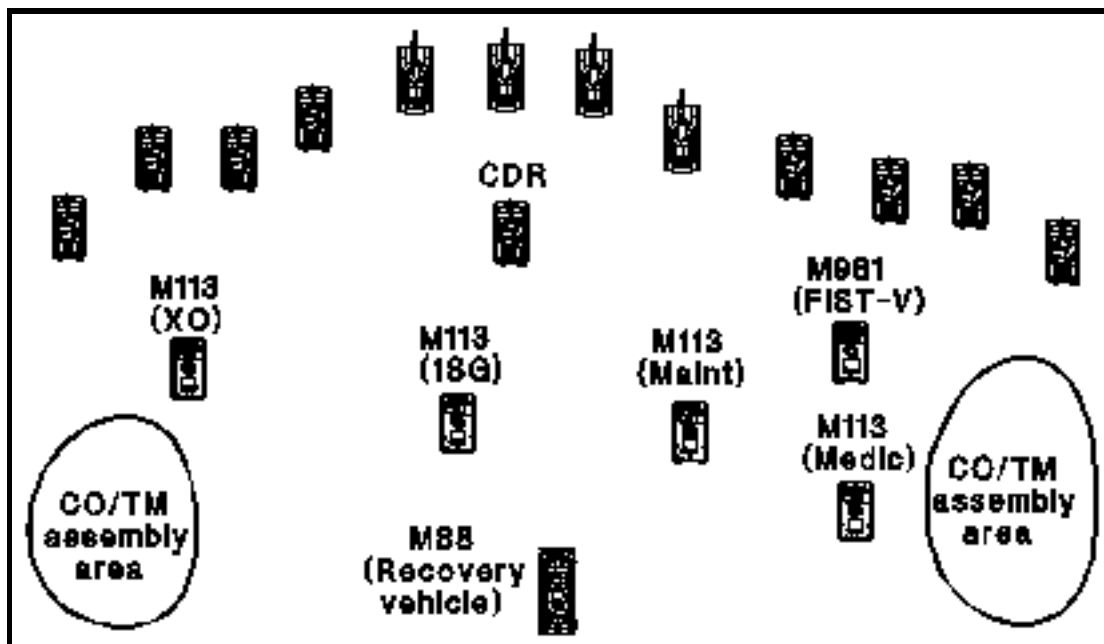 CDR
M113
(XO)
M981
(FIST-V)
M113
(1SG)
M113
(Maint)
M113
(Medic)
CO/TM
assembly
area
CO/TM
assembly
area
M88
(Recovery
vehicle)